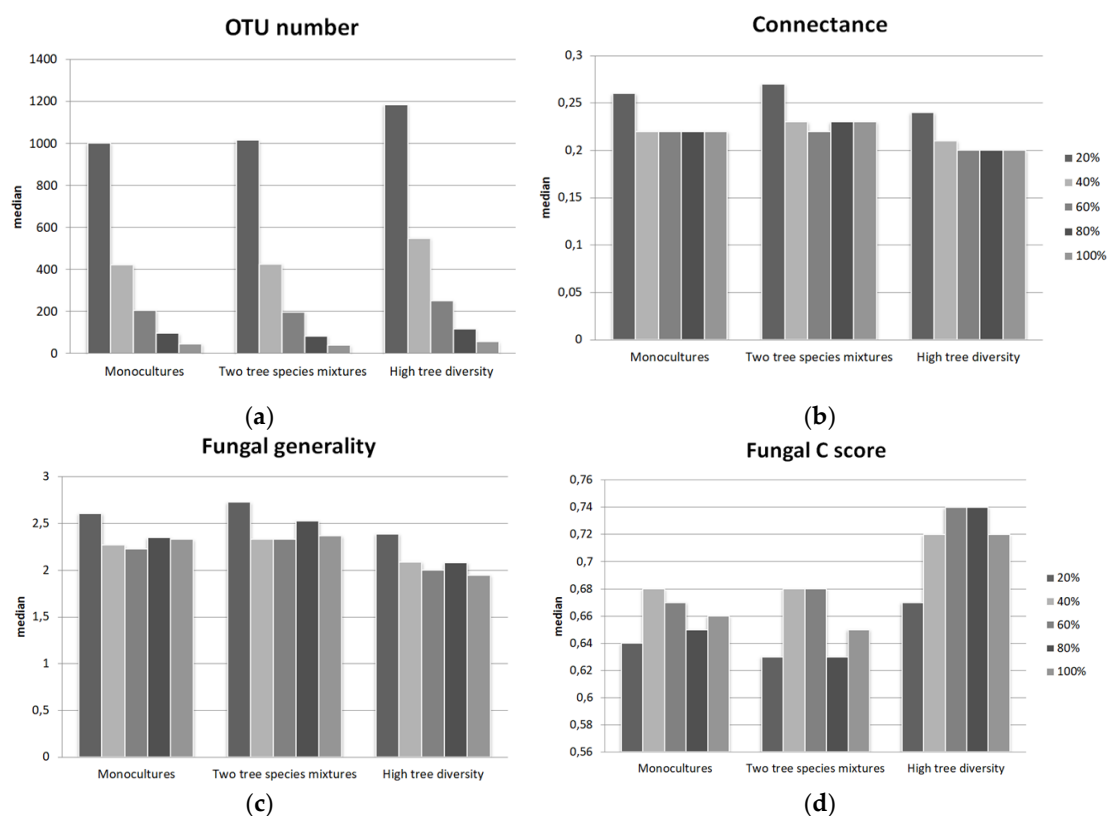 OTU number
median
1400
1200
1000
800
600
400
200
0
Monocultures Two tree species mixtures High tree diversity
(a)
Connectance
median
0,3
0,25
0,2
0,15
0,1
0,05
0
Monocultures Two tree species mixtures High tree diversity
20%
40%
60%
80%
100%
(b)
Fungal generality
median
3
2,5
2
1,5
1
0,5
0
Monocultures Two tree species mixtures High tree diversity
(c)
Fungal C score
median
0,76
0,74
0,72
0,7
0,68
0,66
0,64
0,62
0,6
0,58
0,56
Monocultures Two tree species mixtures High tree diversity
20%
40%
60%
80%
100%
(d)